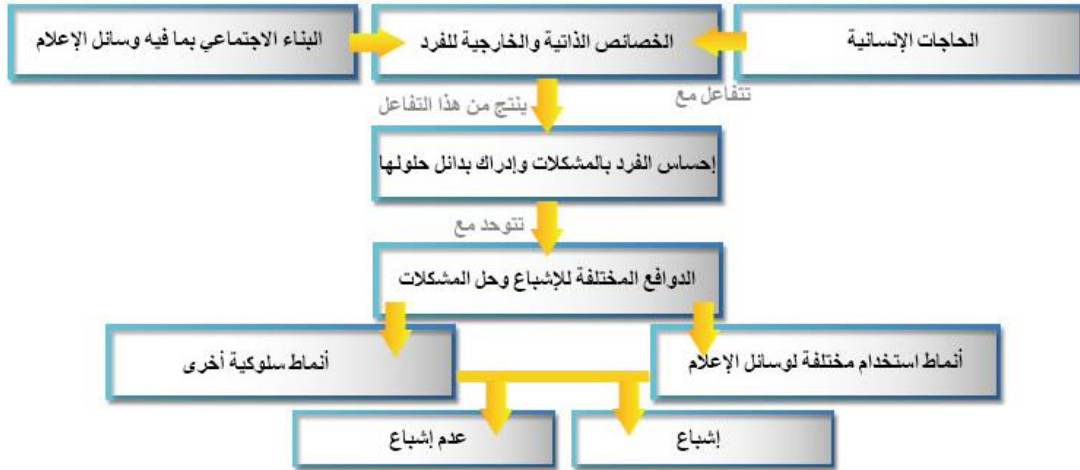 الحاجات الإنسانية
الخصائص الذاتية والخارجية للفرد
البناء الاجتماعي بما فيه وسائل الإعلام
تتفاعل مع
ينتج من هذا التفاعل
إحساس الفرد بالمشكلات وإدراك بدائل حلولها
تتوحد مع
الدوافع المختلفة للإشباع وحل المشكلات
أنماط استخدام مختلفة لوسائل الإعلام
أنماط سلوكية أخرى
إشباع
عدم إشباع